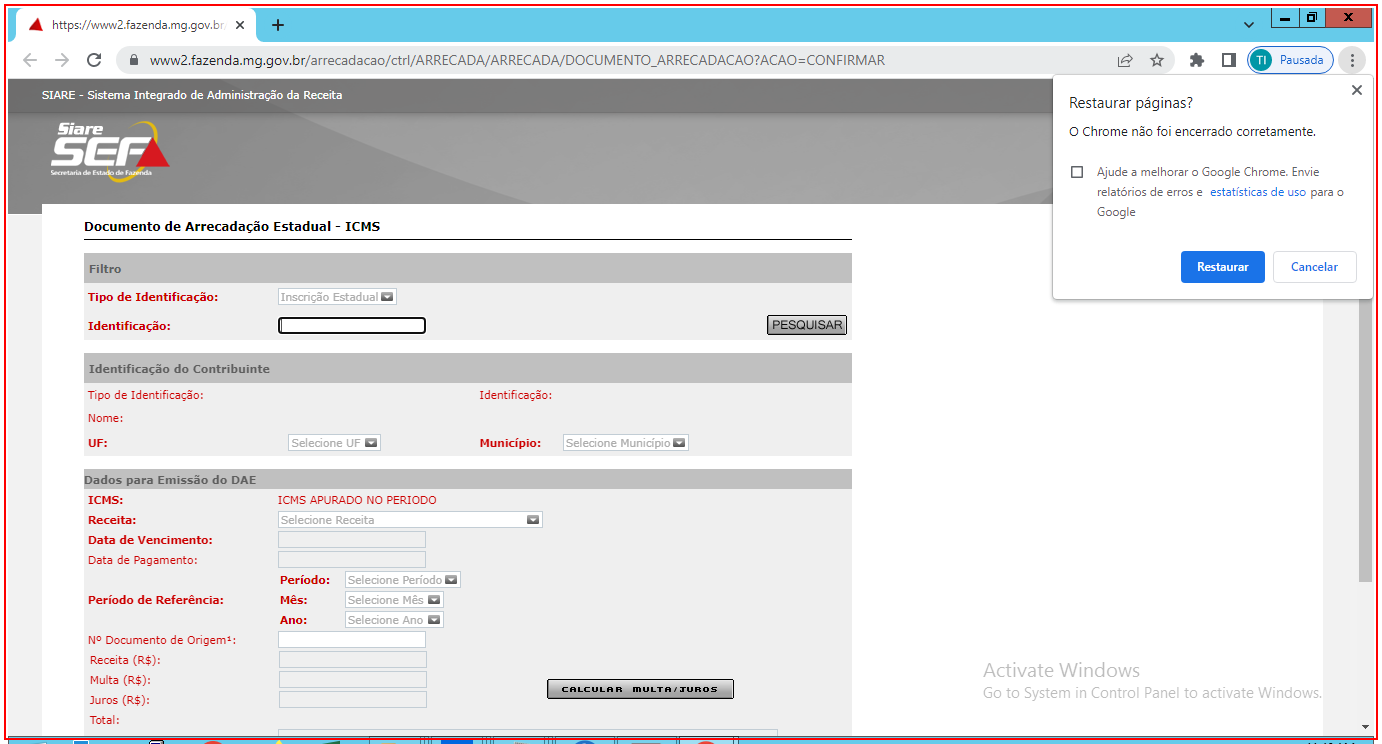 https://www2.fazenda.mg.gov.br
www2.fazenda.mg.gov.br/arrecadacao/ctrl/ARRECADA/ARRECADA/DOCUMENTO_ARRECADACAO?ACAO=CONFIRMAR
TI Pausada
SIARE - Sistema Integrado de Administração da Receita
Siare
SEF
Secretaria de Estado de Fazenda
Restaurar páginas?
O Chrome não foi encerrado corretamente.
Ajude a melhorar o Google Chrome. Envie
relatórios de erros e estatísticas de uso para o
Google
Restaurar Cancelar
Documento de Arrecadação Estadual - ICMS
Filtro
Tipo de Identificação: Inscrição Estadual
Identificação: PESQUISAR
Identificação do Contribuinte
Tipo de Identificação: Identificação:
Nome:
UF: Selecione UF Município: Selecione Município
Dados para Emissão do DAE
ICMS: ICMS APURADO NO PERIODO
Receita: Selecione Receita
Data de Vencimento:
Data de Pagamento:
Período: Selecione Período
Período de Referência: Mês: Selecione Mês
Ano: Selecione Ano
Nº Documento de Origem¹:
Receita (R$):
Multa (R$):
CALCULAR MULTA/JUROS
Juros (R$):
Total:
Activate Windows
Go to System in Control Panel to activate Windows.